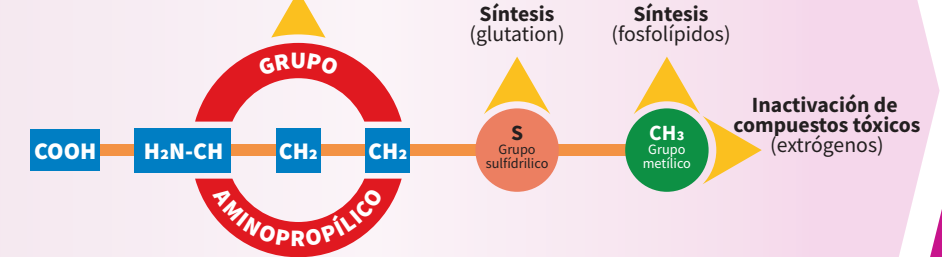 Síntesis
(glutation)
Síntesis
(fosfolípidos)
GRUPO
COOH
H₂N-CH
CH₂
CH₂
S
Grupo
sulfídrilico
CH₃
Grupo
metílico
Inactivación de
compuestos tóxicos
(extrógenos)
AMINOPROPÍLICO